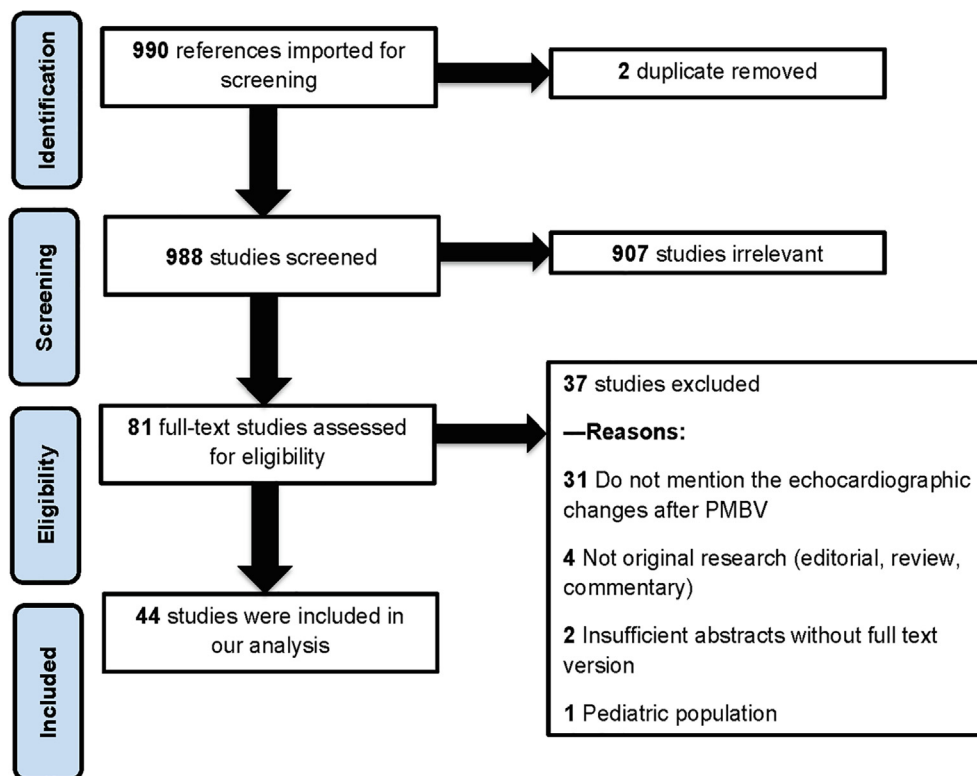 Identification
990 references imported for
screening
2 duplicate removed
Screening
988 studies screened
907 studies irrelevant
Eligibility
81 full-text studies assessed
for eligibility
37 studies excluded
—Reasons:
31 Do not mention the echocardiographic
changes after PMBV
4 Not original research (editorial, review,
commentary)
2 Insufficient abstracts without full text
version
1 Pediatric population
Included
44 studies were included in
our analysis